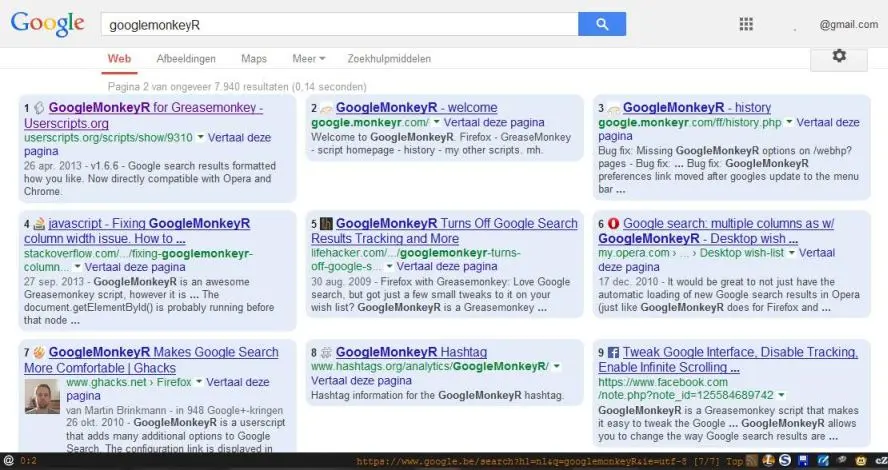 Google
googlemonkeyR
@gmail.com
Web Afbeeldingen Maps Meer Zoekhulpmiddelen
Pagina 2 van ongeveer 7.940 resultaten (0,14 seconden)
1 GoogleMonkeyR for Greasemonkey -
Userscripts.org
userscripts.org/scripts/show/9310 Vertaal deze
pagina
26 apr. 2013 - v1.6.6 - Google search results formatted
how you like. Now directly compatible with Opera and
Chrome.
2 GoogleMonkeyR - welcome
google.monkeyr.com/ Vertaal deze pagina
Welcome to GoogleMonkeyR. Firefox - GreaseMonkey
- script homepage - history - my other scripts. mh.
3 GoogleMonkeyR - history
google.monkeyr.com/ff/history.php Vertaal deze
pagina
Bug fix: Missing GoogleMonkeyR options on /webhp?
pages - Bug fix: ... Bug fix: GoogleMonkeyR
preferences link moved after googles update to the menu
bar ...
4 javascript - Fixing GoogleMonkeyR
column width issue. How to ...
stackoverflow.com/.../fixing-googlemonkeyr-
column... Vertaal deze pagina
27 sep. 2013 - GoogleMonkeyR is an awesome
Greasemonkey script, however it is ... The
document.getElementById() is probably running before
that node ...
5 GoogleMonkeyR Turns Off Google Search
Results Tracking and More
lifehacker.com/.../googlemonkeyr-turns-
off-google-s... Vertaal deze pagina
30 aug. 2009 - Firefox with Greasemonkey: Love Google
search, but got just a few small tweaks to it on your
wish list? GoogleMonkeyR is a Greasemonkey ...
6 Google search: multiple columns as w/
GoogleMonkeyR - Desktop wish ...
my.opera.com › ... › Desktop wish-list Vertaal
deze pagina
17 dec. 2010 - It would be great to not just have the
automatic loading of new Google search results in Opera
(just like GoogleMonkeyR does for Firefox and ...
7 GoogleMonkeyR Makes Google Search
More Comfortable | Ghacks
www.ghacks.net › Firefox Vertaal deze
pagina
van Martin Brinkmann - in 948 Google+-kringen
26 okt. 2010 - GoogleMonkeyR is a userscript
that adds many additional options to Google
Search. The configuration link is displayed in
8 GoogleMonkeyR Hashtag
www.hashtags.org/analytics/GoogleMonkeyR/
Vertaal deze pagina
Hashtag information for the GoogleMonkeyR hashtag.
9 Tweak Google Interface, Disable Tracking,
Enable Infinite Scrolling ...
https://www.facebook.com
/note.php?note_id=125584689742
GoogleMonkeyR is a Greasemonkey script that makes
it easy to tweak the Google ... GoogleMonkeyR allows
you to change the way Google search results are ...
@ 0:2 https://www.google.be/search?hl=nl&q=googlemonkeyR&ie=utf-8 [7/7] Top